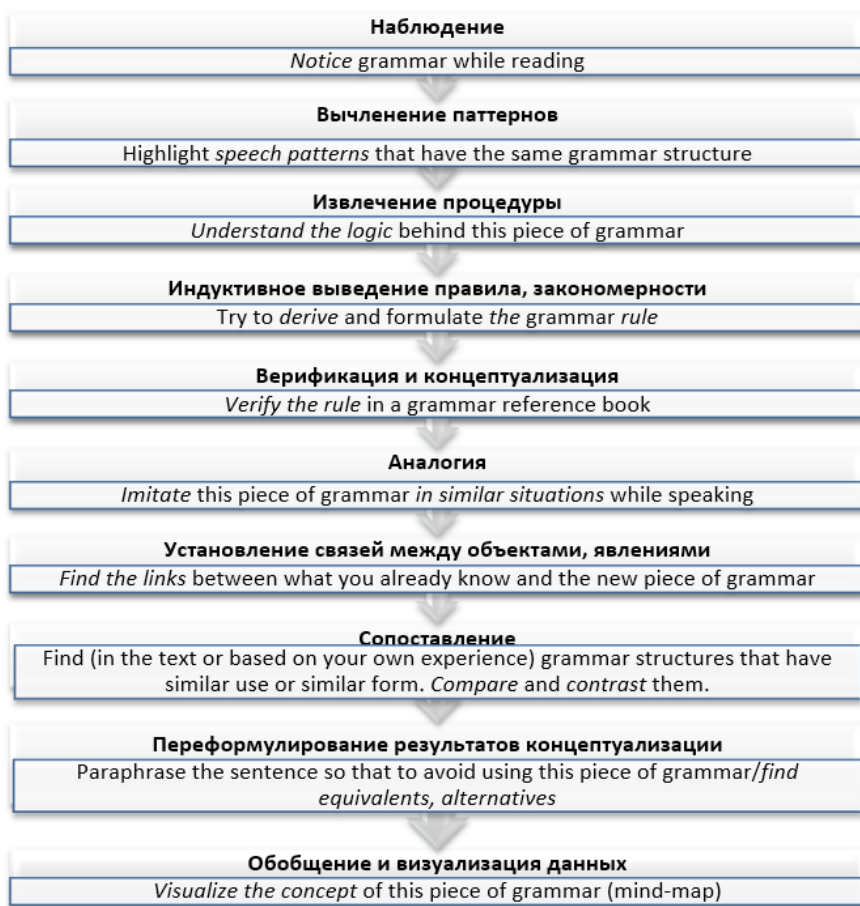 Наблюдение
Notice grammar while reading
Вычленение паттернов
Highlight speech patterns that have the same grammar structure
Извлечение процедуры
Understand the logic behind this piece of grammar
Индуктивное выведение правила, закономерности
Try to derive and formulate the grammar rule
Верификация и концептуализация
Verify the rule in a grammar reference book
Аналогия
Imitate this piece of grammar in similar situations while speaking
Установление связей между объектами, явлениями
Find the links between what you already know and the new piece of grammar
Сопоставление
Find (in the text or based on your own experience) grammar structures that have
similar use or similar form. Compare and contrast them.
Переформулирование результатов концептуализации
Paraphrase the sentence so that to avoid using this piece of grammar/find
equivalents, alternatives
Обобщение и визуализация данных
Visualize the concept of this piece of grammar (mind-map)